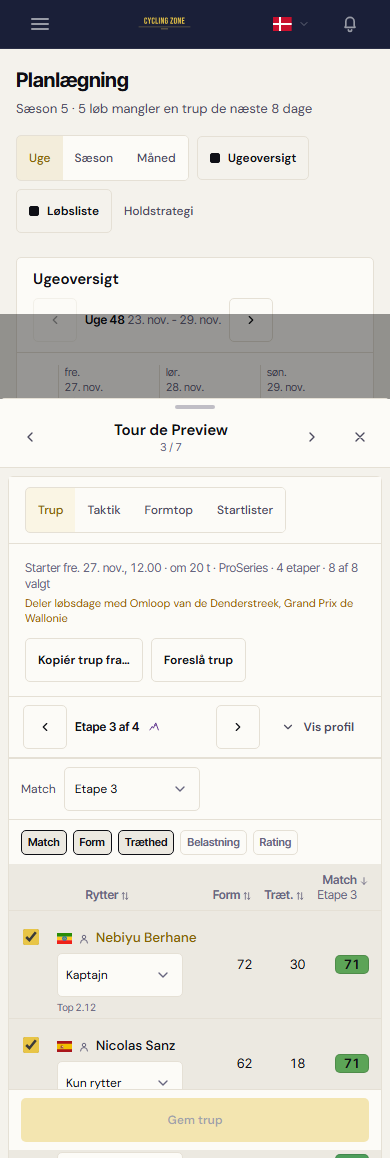 CYCLING ZONE
Planlægning
Sæson 5 · 5 løb mangler en trup de næste 8 dage
Uge Sæson Måned Ugeoversigt
Løbsliste Holdstrategi
Ugeoversigt
Uge 48 23. nov. - 29. nov.
fre. lør. søn.
27. nov. 28. nov. 29. nov.
Tour de Preview
3 / 7
Trup Taktik Formtop Startlister
Starter fre. 27. nov., 12.00 · om 20 t · ProSeries · 4 etaper · 8 af 8
valgt
Deler løbsdage med Omloop van de Denderstreek, Grand Prix de
Wallonie
Kopiér trup fra... Foreslå trup
Etape 3 af 4 Vis profil
Match Etape 3
Match Form Træthed Belastning Rating
Match ↓
Rytter ↑↓ Form ↑↓ Træt. ↑↓ Etape 3
Nebiyu Berhane
Kaptajn 72 30 71
Top 2.12
Nicolas Sanz
Kun rytter 62 18 71
Gem trup